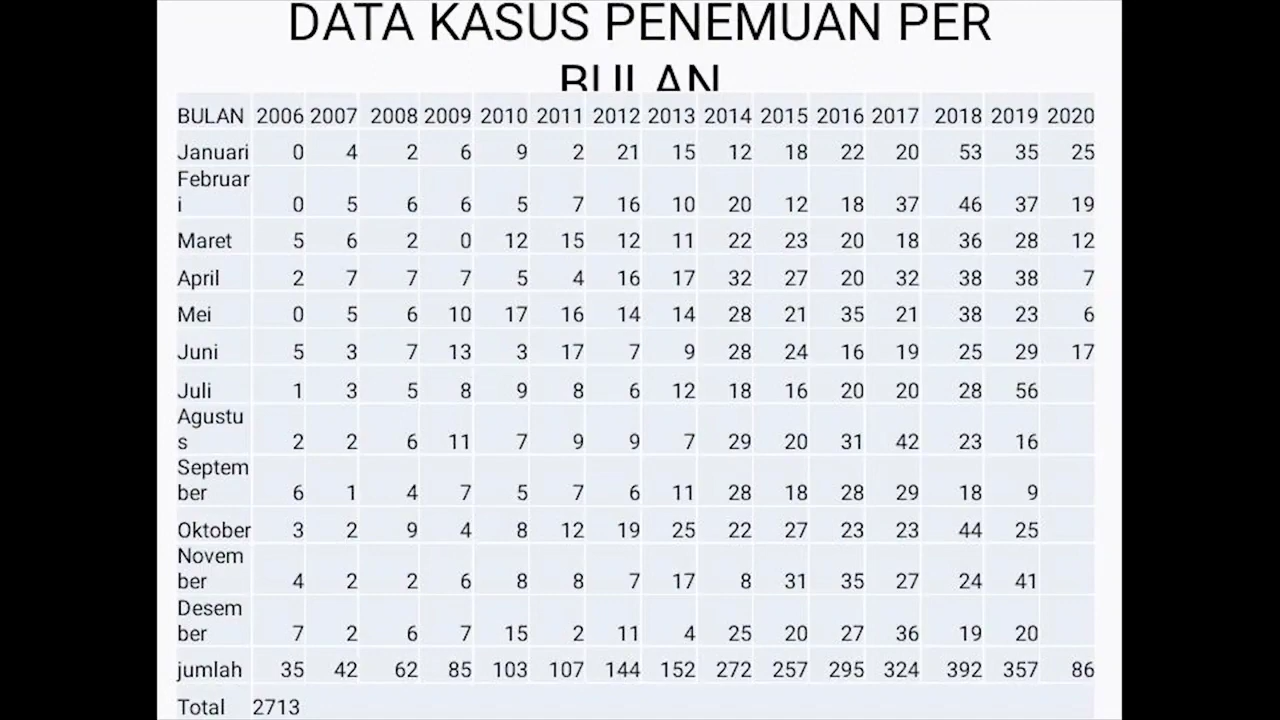 DATA KASUS PENEMUAN PER
BULAN
BULAN 2006 2007 2008 2009 2010 2011 2012 2013 2014 2015 2016 2017 2018 2019 2020
Januari 0 4 2 6 9 2 21 15 12 18 22 20 53 35 25
Februar
i 0 5 6 6 5 7 16 10 20 12 18 37 46 37 19
Maret 5 6 2 0 12 15 12 11 22 23 20 18 36 28 12
April 2 7 7 7 5 4 16 17 32 27 20 32 38 38 7
Mei 0 5 6 10 17 16 14 14 28 21 35 21 38 23 6
Juni 5 3 7 13 3 17 7 9 28 24 16 19 25 29 17
Juli 1 3 5 8 9 8 6 12 18 16 20 20 28 56
Agustu
s 2 2 6 11 7 9 9 7 29 20 31 42 23 16
Septem
ber 6 1 4 7 5 7 6 11 28 18 28 29 18 9
Oktober 3 2 9 4 8 12 19 25 22 27 23 23 44 25
Novem
ber 4 2 2 6 8 8 7 17 8 31 35 27 24 41
Desem
ber 7 2 6 7 15 2 11 4 25 20 27 36 19 20
jumlah 35 42 62 85 103 107 144 152 272 257 295 324 392 357 86
Total 2713